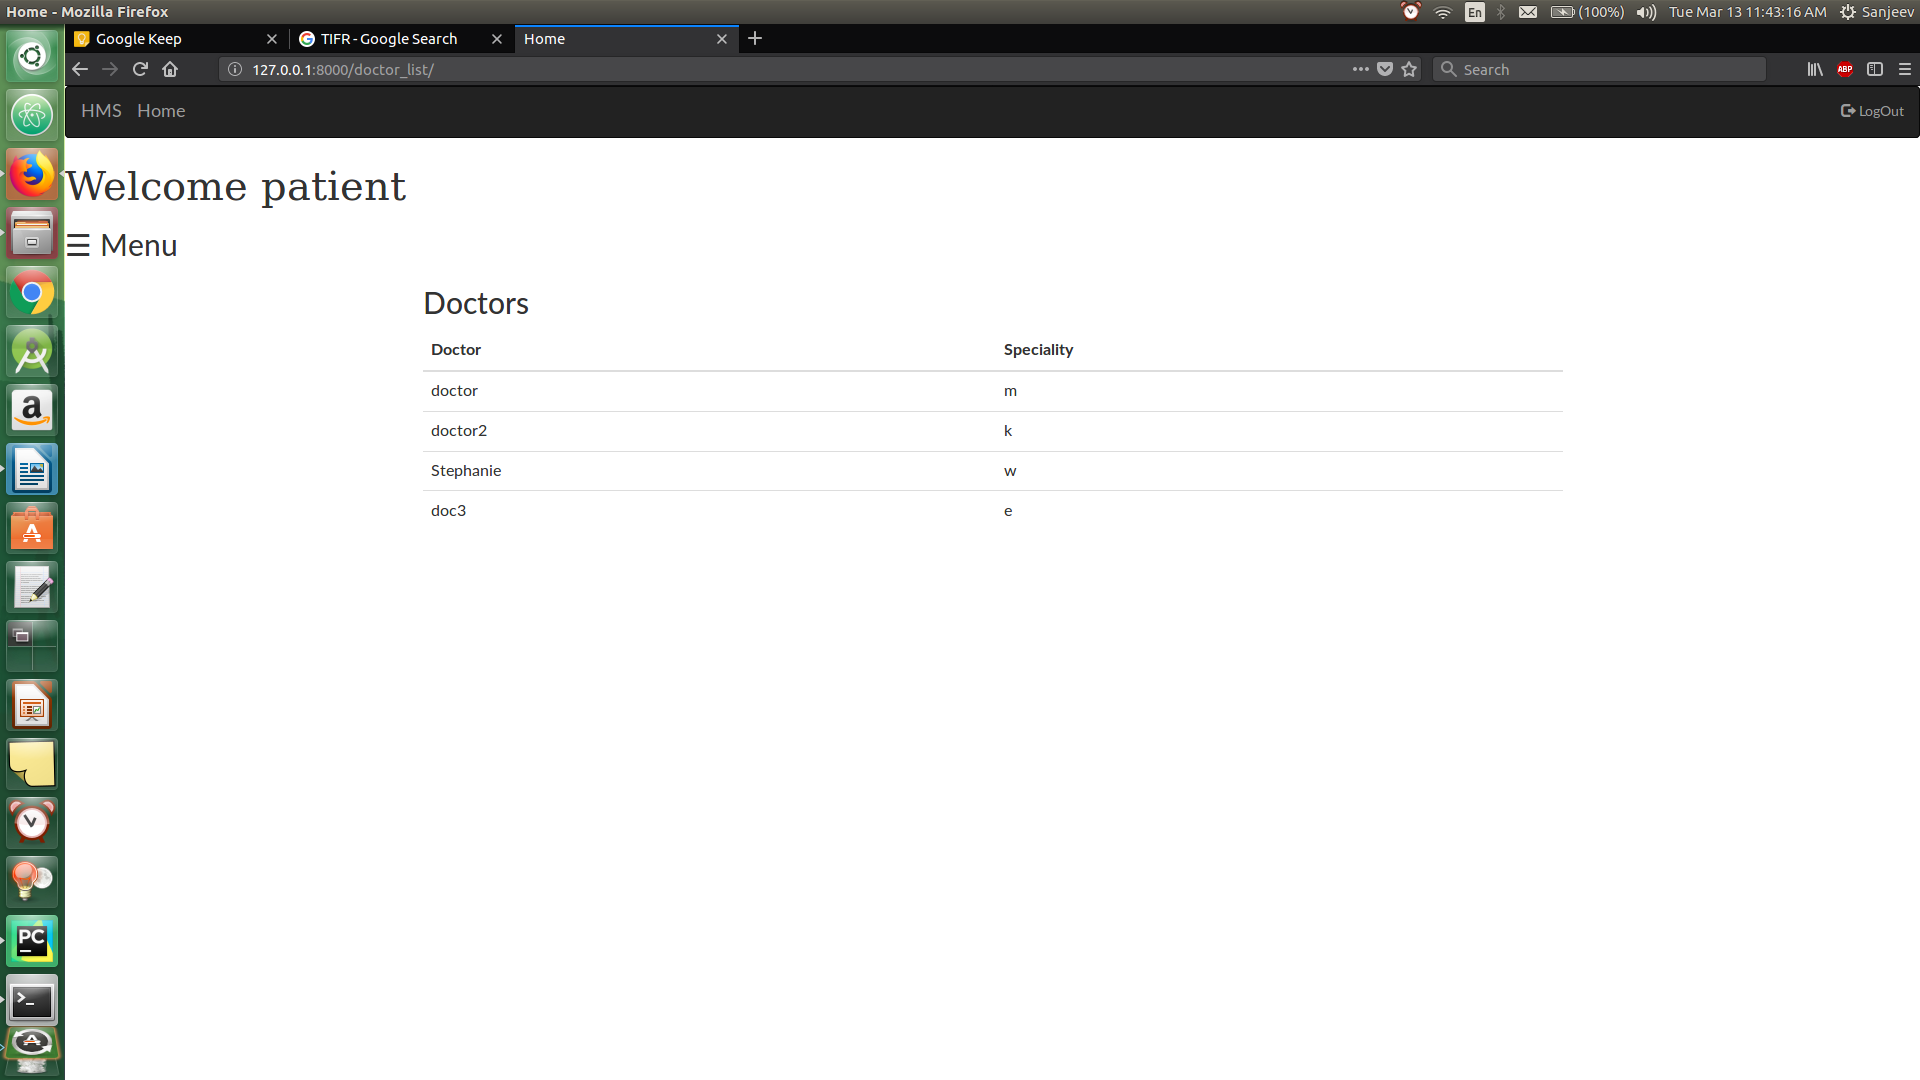 Home - Mozilla Firefox
En (100%) Tue Mar 13 11:43:16 AM Sanjeev
Google Keep TIFR - Google Search Home
127.0.0.1:8000/doctor_list/ Search ABP
HMS Home LogOut
Welcome patient
☰ Menu
Doctors
Doctor Speciality
doctor m
doctor2 k
Stephanie w
doc3 e
a
A
PC
>_
A